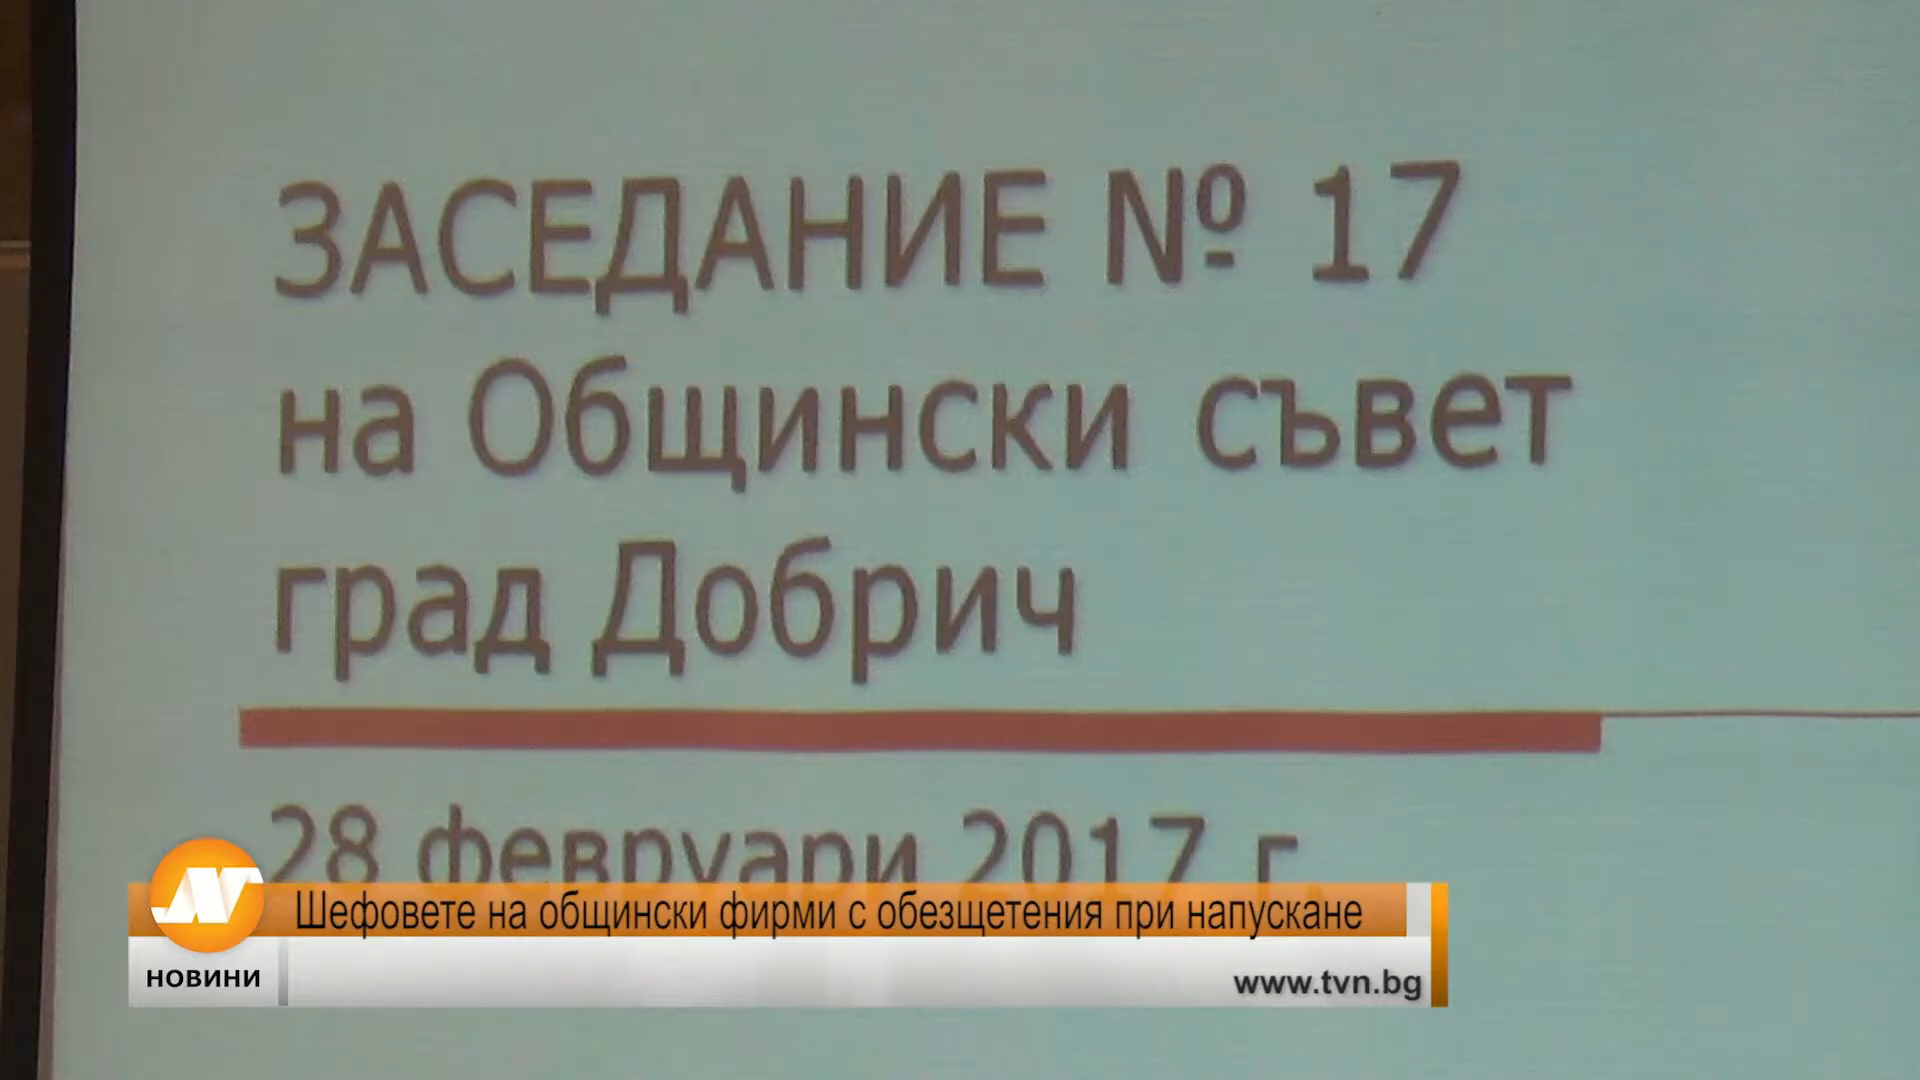 ЗАСЕДАНИЕ № 17
на Общински съвет
град Добрич
28 февруари 2017 г.
Шефовете на общински фирми с обезщетения при напускане
НОВИНИ
www.tvn.bg